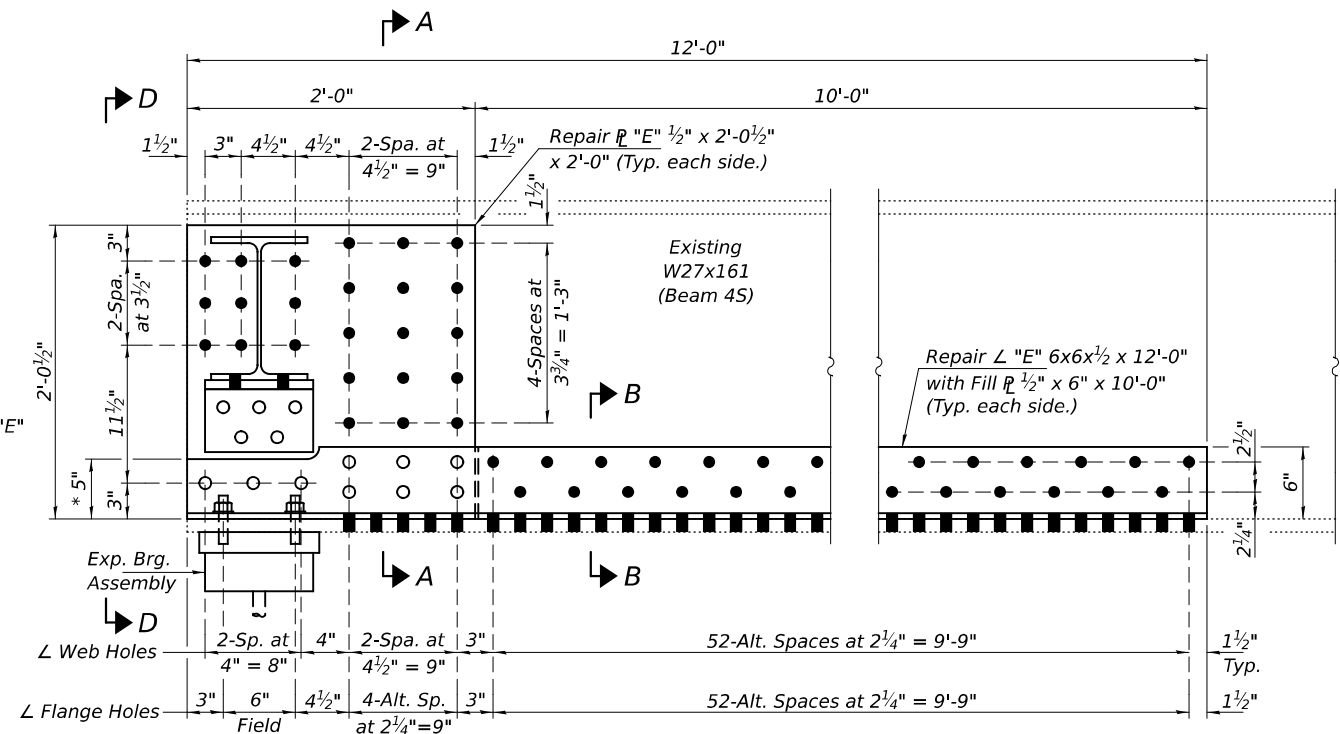 A
12'-0"
D
2'-0"
10'-0"
1½"
3"
4½"
4½"
2-Spa. at
4½" = 9"
1½"
Repair ℄ "E" ½" x 2'-0½"
x 2'-0" (Typ. each side.)
1½"
3"
2-Spa.
at 3½"
2'-0½"
11½"
3"
* 5"
'E"
4-Spaces at
3¾" = 1'-3"
Existing
W27x161
(Beam 4S)
Repair ∠ "E" 6x6x½ x 12'-0"
with Fill ℄ ½" x 6" x 10'-0"
(Typ. each side.)
B
2½"
6"
2¼"
Exp. Brg.
Assembly
A
B
D
∠ Web Holes
2-Sp. at
4" = 8"
4"
2-Spa. at
4½" = 9"
3"
52-Alt. Spaces at 2¼" = 9'-9"
1½"
Typ.
∠ Flange Holes
3"
6"
Field
4½"
4-Alt. Sp.
at 2¼"=9"
3"
52-Alt. Spaces at 2¼" = 9'-9"
1½"